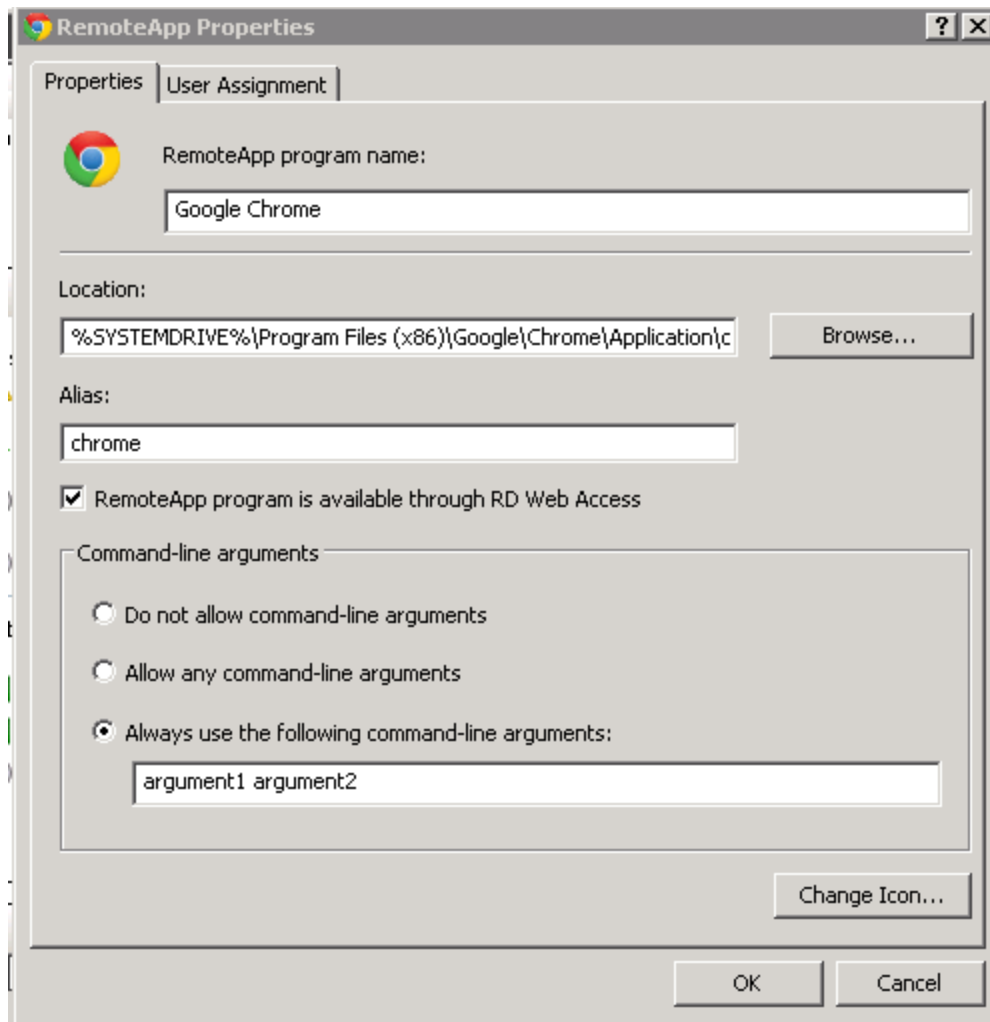 RemoteApp Properties
Properties
User Assignment
RemoteApp program name:
Google Chrome
Location:
%SYSTEMDRIVE%\Program Files (x86)\Google\Chrome\Application\c
Browse...
Alias:
chrome
RemoteApp program is available through RD Web Access
Command-line arguments
Do not allow command-line arguments
Allow any command-line arguments
Always use the following command-line arguments:
argument1 argument2
Change Icon...
OK
Cancel